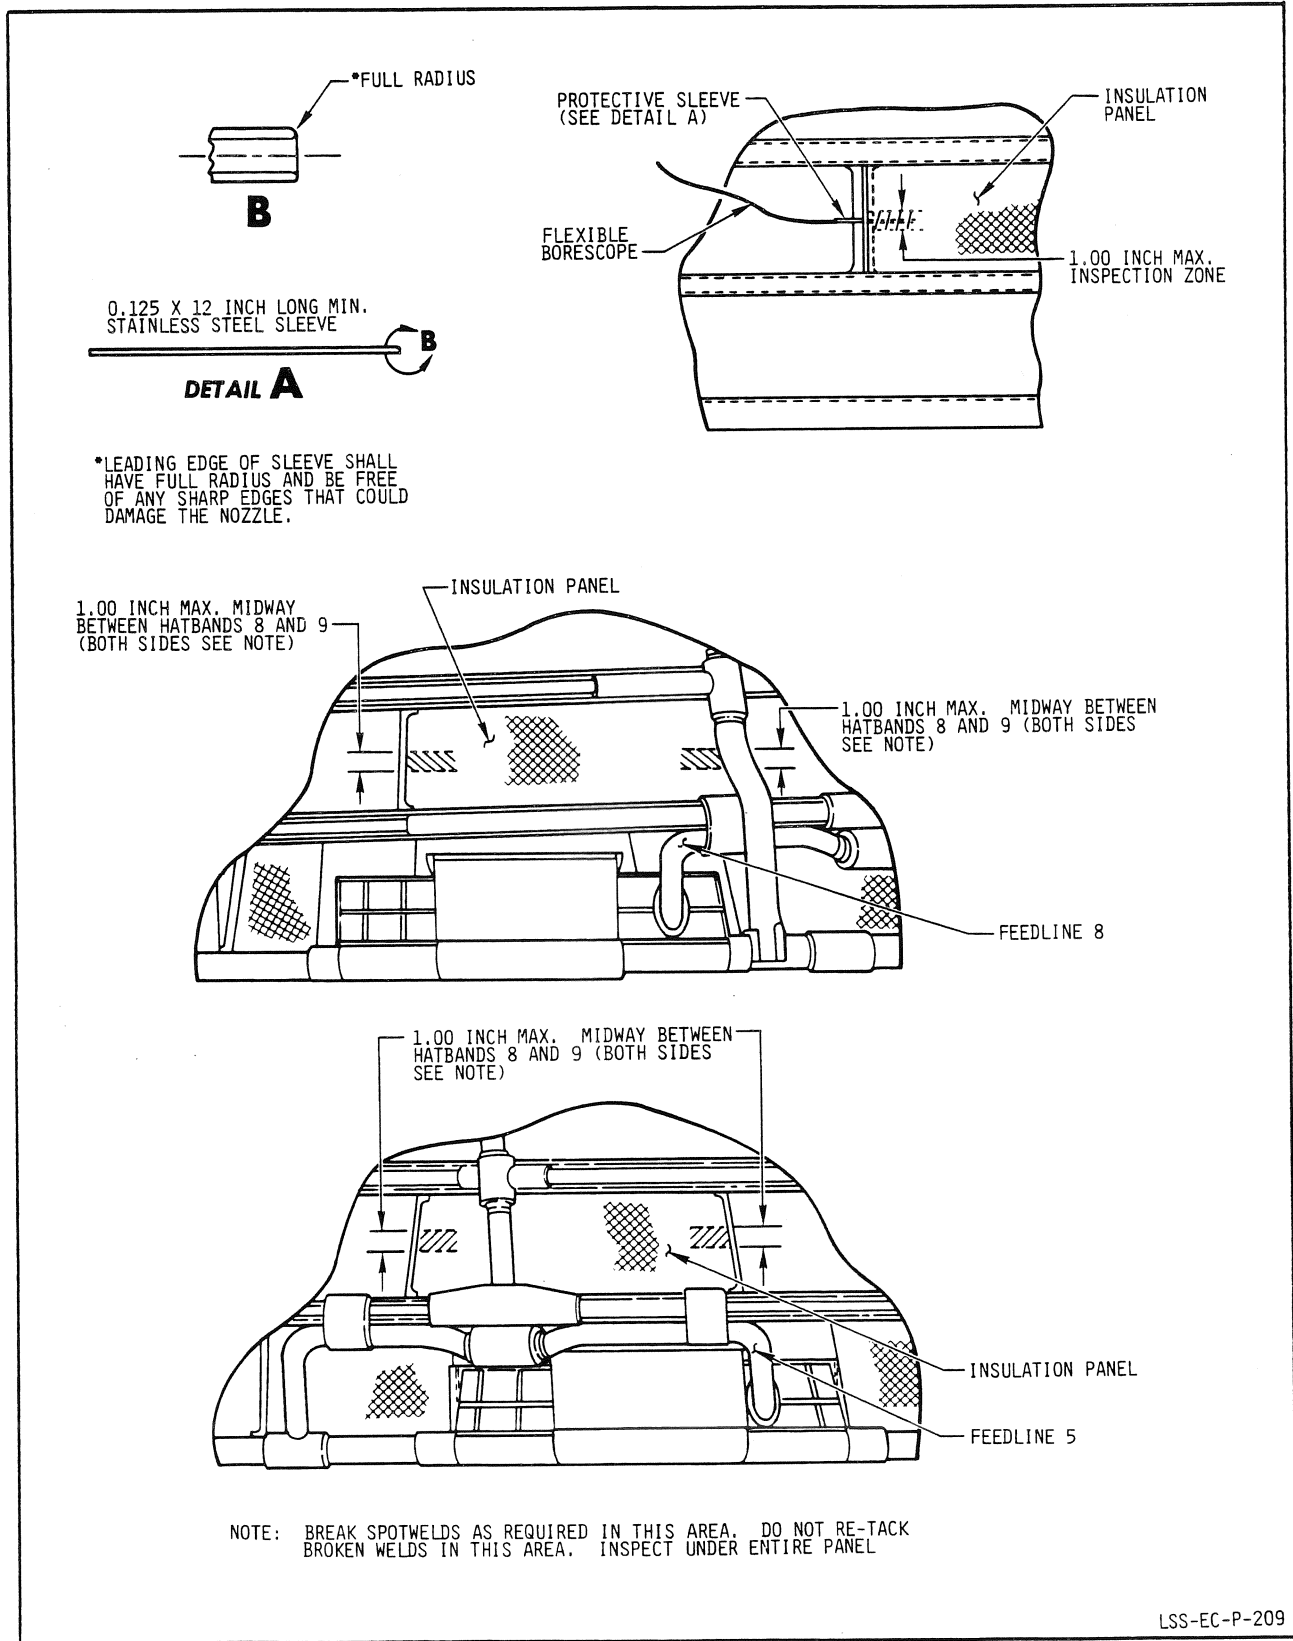 *FULL RADIUS
B
0.125 X 12 INCH LONG MIN.
STAINLESS STEEL SLEEVE
B
DETAIL A
*LEADING EDGE OF SLEEVE SHALL
HAVE FULL RADIUS AND BE FREE
OF ANY SHARP EDGES THAT COULD
DAMAGE THE NOZZLE.
PROTECTIVE SLEEVE
(SEE DETAIL A)
INSULATION
PANEL
FLEXIBLE
BORESCOPE
1.00 INCH MAX.
INSPECTION ZONE
INSULATION PANEL
1.00 INCH MAX. MIDWAY
BETWEEN HATBANDS 8 AND 9
(BOTH SIDES SEE NOTE)
1.00 INCH MAX. MIDWAY BETWEEN
HATBANDS 8 AND 9 (BOTH SIDES
SEE NOTE)
FEEDLINE 8
1.00 INCH MAX. MIDWAY BETWEEN
HATBANDS 8 AND 9 (BOTH SIDES
SEE NOTE)
INSULATION PANEL
FEEDLINE 5
NOTE: BREAK SPOTWELDS AS REQUIRED IN THIS AREA. DO NOT RE-TACK
BROKEN WELDS IN THIS AREA. INSPECT UNDER ENTIRE PANEL
LSS-EC-P-209